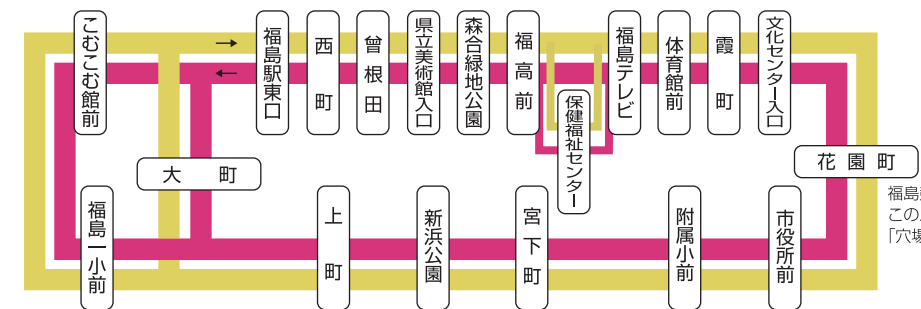 こむこむ館前
福島駅東口
西町
曾根田
県立美術館入口
森合緑地公園
福高前
保健福祉センター
福島テレビ
体育館前
霞町
文化センター入口
大町
花園町
福島一小前
上町
新浜公園
宮下町
附属小前
市役所前
福島
この
「穴場